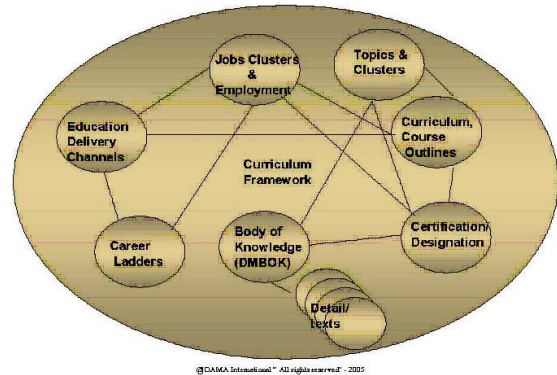 Jobs Clusters
&
Employment
Topics &
Clusters
Education
Delivery
Channels
Curriculum,
Course
Outlines
Curriculum
Framework
Career
Ladders
Body of
Knowledge
(DMBOK)
Certification/
Designation
Detail/
texts
@DAMA International " All rights reserved" - 2005